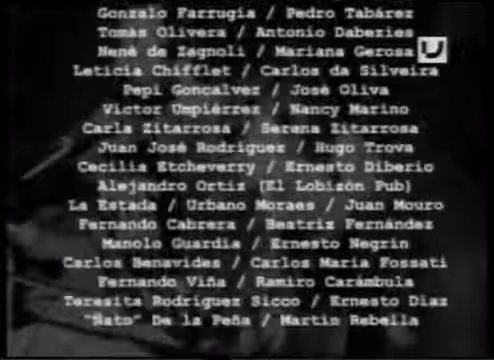 Gonzalo Farrugia / Pedro Tabárez
Tomás Olivera / Antonio Dabezies
Nené de Zagnoli / Mariana Gerosa
Leticia Chifflet / Carlos da Silveira
Pepi Goncalvez / José Oliva
Victor Umpiérrez / Nancy Marino
Carla Zitarrosa / Serena Zitarrosa
Juan José Rodríguez / Hugo Trova
Cecilia Etcheverry / Ernesto Diberio
Alejandro Ortiz (El Lobizón Pub)
La Estada / Urbano Moraes / Juan Mouro
Fernando Cabrera / Beatriz Fernández
Manolo Guardia / Ernesto Negrin
Carlos Benavides / Carlos María Fossati
Fernando Viña / Ramiro Carámbula
Teresita Rodríguez Sicco / Ernesto Díaz
"Ñato" De la Peña / Martín Rebella